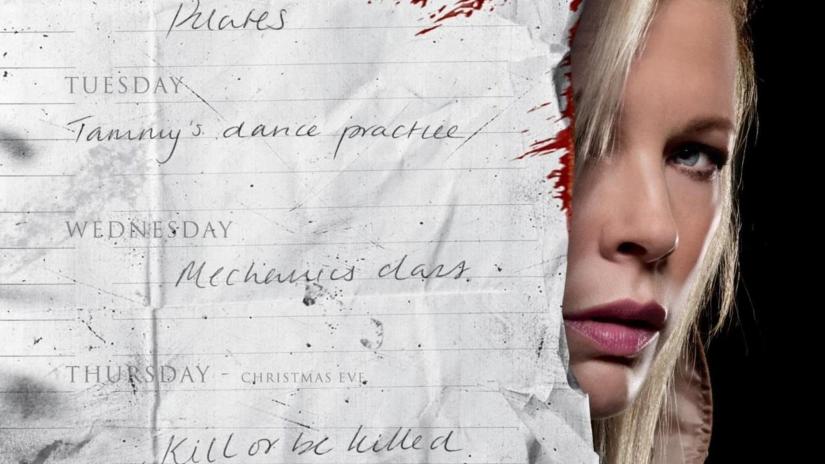 Pilates
TUESDAY
Tammy's dance practice
WEDNESDAY
Mechanics class
THURSDAY - CHRISTMAS EVE
Kill or be killed